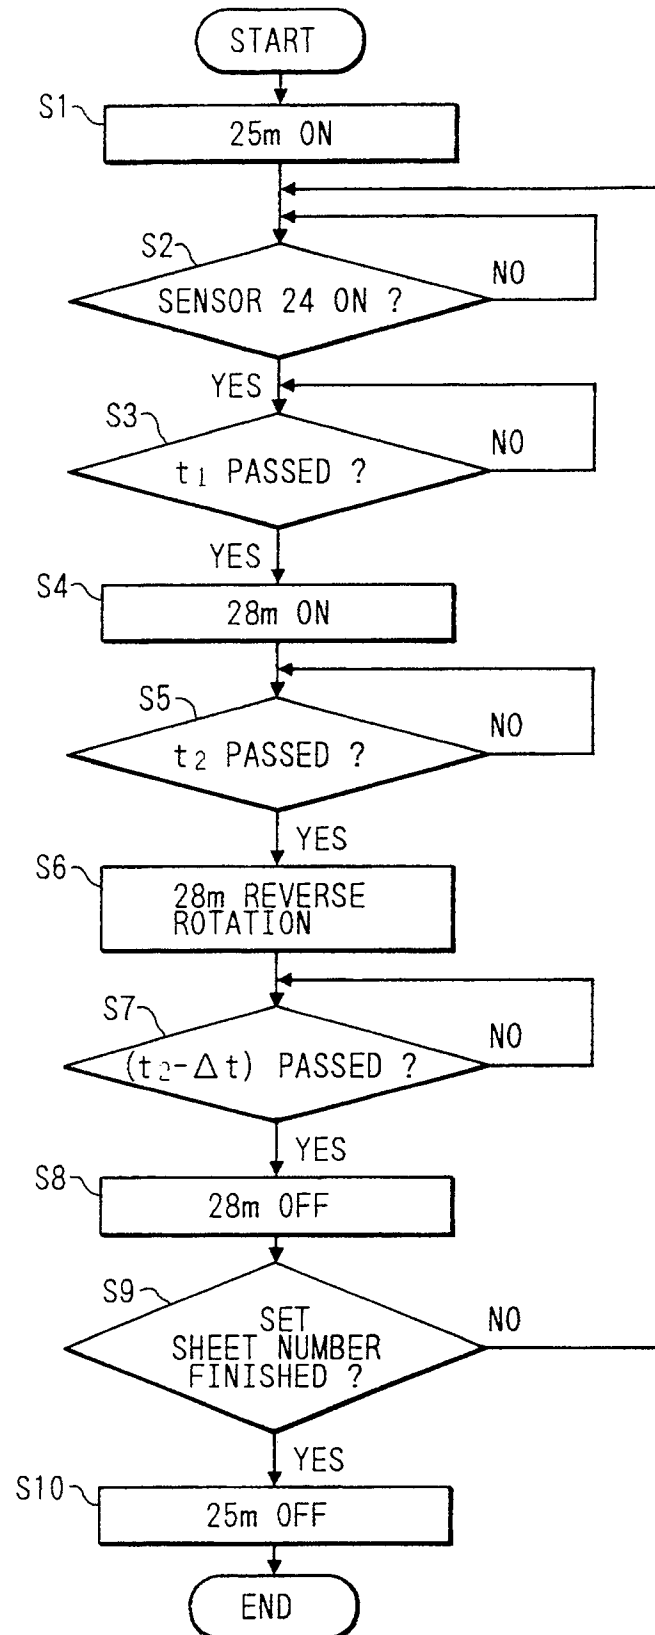 START
S1
25m ON
S2
SENSOR 24 ON ?
NO
YES
S3
t1 PASSED ?
NO
YES
S4
28m ON
S5
t2 PASSED ?
NO
YES
S6
28m REVERSE
ROTATION
S7
(t2-Δt) PASSED ?
NO
YES
S8
28m OFF
S9
SET
SHEET NUMBER
FINISHED ?
NO
YES
S10
25m OFF
END